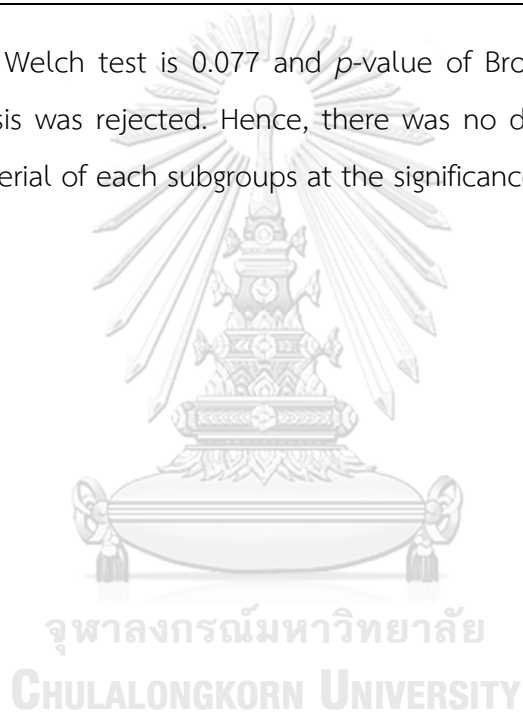 Welch test is 0.077 and p-value of Bro
sis was rejected. Hence, there was no d
erial of each subgroups at the significance
จุฬาลงกรณ์มหาวิทยาลัย
CHULALONGKORN UNIVERSITY